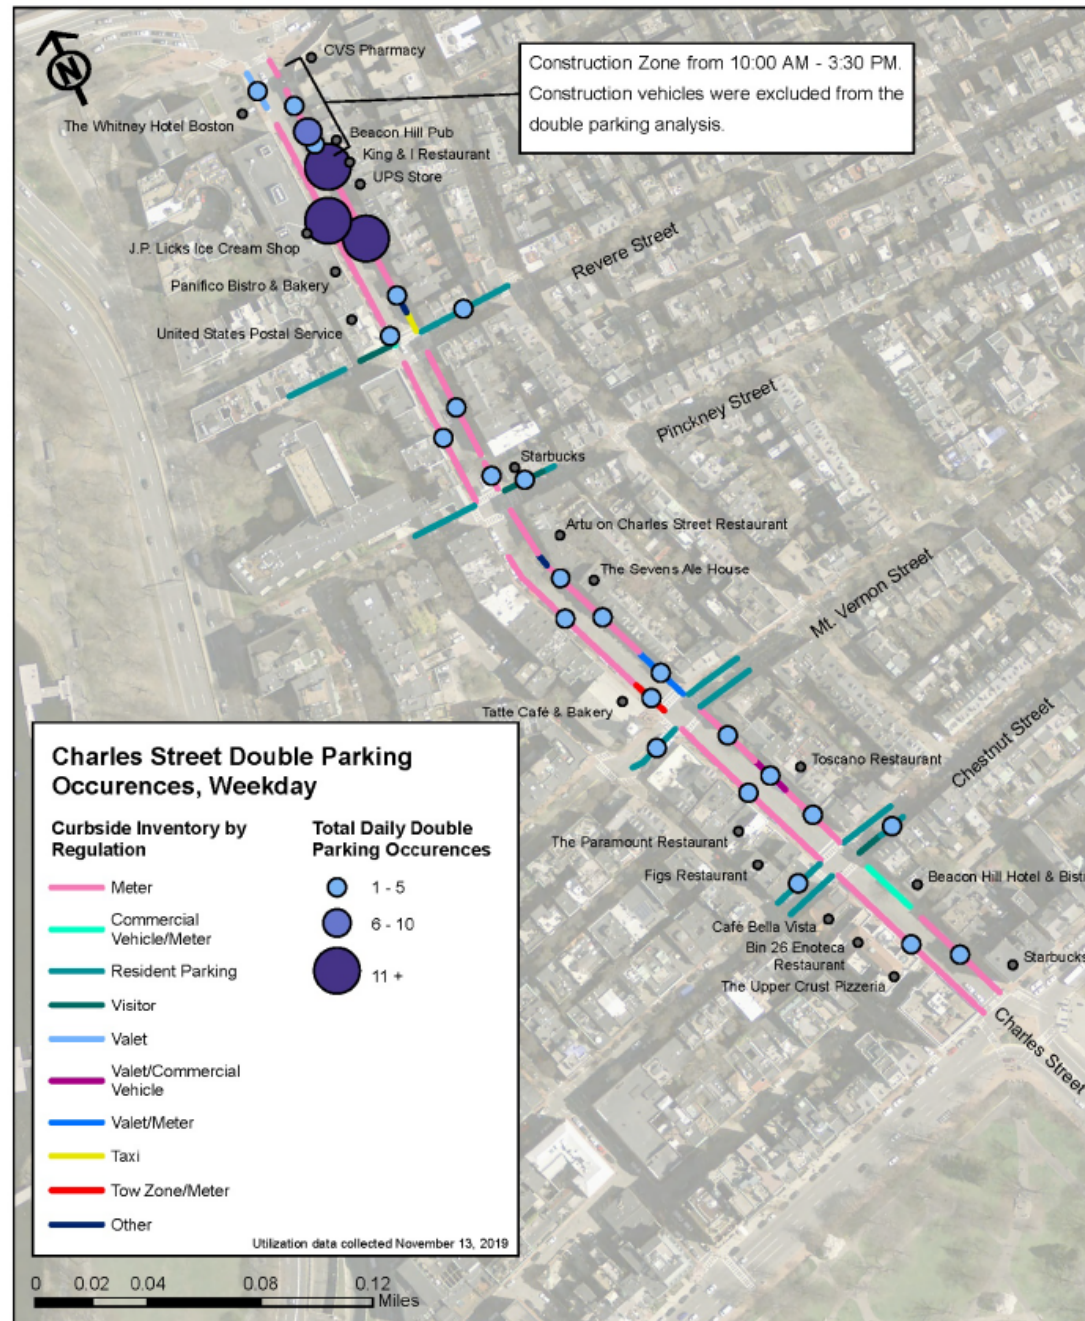 N
CVS Pharmacy
Construction Zone from 10:00 AM - 3:30 PM.
Construction vehicles were excluded from the
double parking analysis.
The Whitney Hotel Boston
Beacon Hill Pub
King & I Restaurant
UPS Store
J.P. Licks Ice Cream Shop
Revere Street
Panifico Bistro & Bakery
United States Postal Service
Pinckney Street
Starbucks
Artu on Charles Street Restaurant
The Sevens Ale House
Mt. Vernon Street
Tatte Café & Bakery
Chestnut Street
Toscano Restaurant
The Paramount Restaurant
Figs Restaurant
Beacon Hill Hotel & Bist
Café Bella Vista
Bin 26 Enoteca
Restaurant
The Upper Crust Pizzeria
Starbucks
Charles Street
Charles Street Double Parking
Occurences, Weekday
Curbside Inventory by
Regulation
Meter
Commercial
Vehicle/Meter
Resident Parking
Visitor
Valet
Valet/Commercial
Vehicle
Valet/Meter
Taxi
Tow Zone/Meter
Other
Total Daily Double
Parking Occurences
1 - 5
6 - 10
11 +
Utilization data collected November 13, 2019
0 0.02 0.04 0.08 0.12
Miles